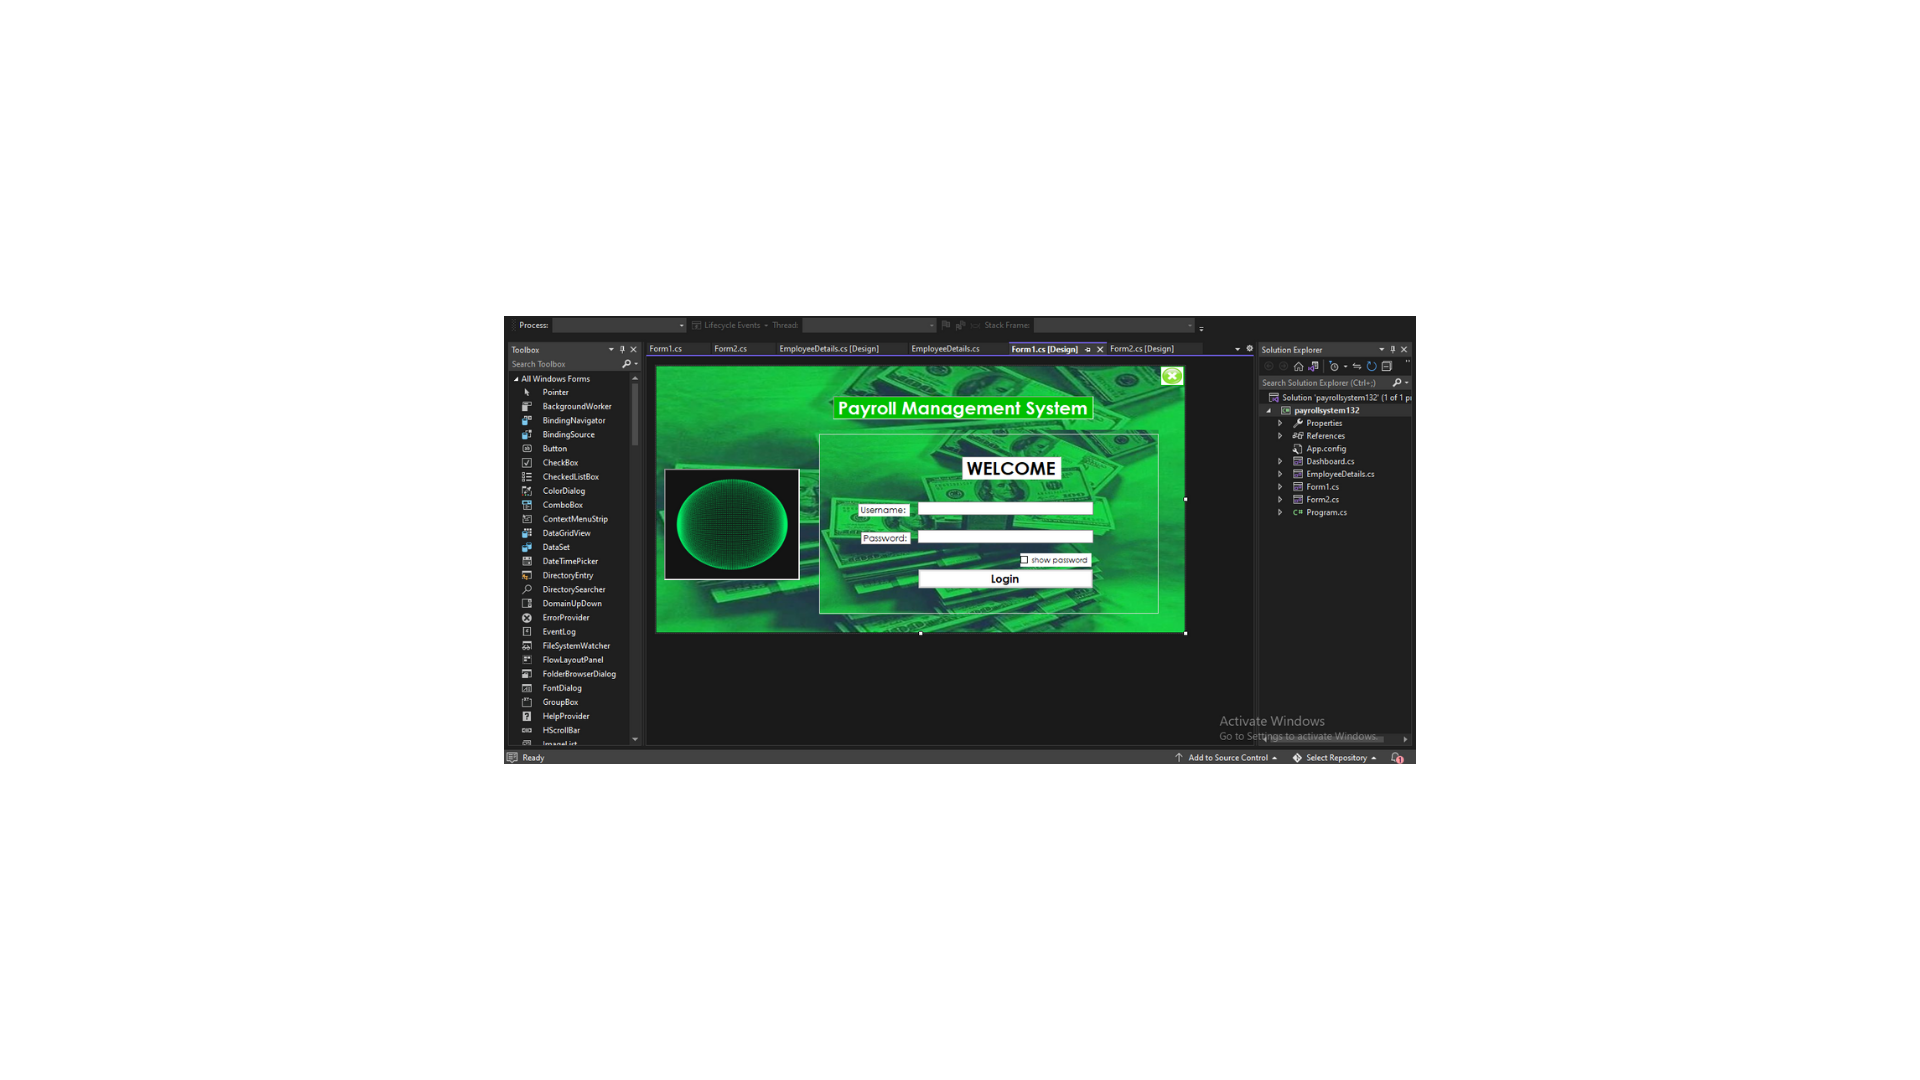 Process:
Lifecycle Events
Thread:
Stack Frame:
Toolbox
Form1.cs
Form2.cs
EmployeeDetails.cs [Design]
EmployeeDetails.cs
Form1.cs [Design]
Form2.cs [Design]
Solution Explorer
Search Toolbox
Search Solution Explorer (Ctrl+;)
All Windows Forms
Pointer
BackgroundWorker
BindingNavigator
BindingSource
Button
CheckBox
CheckedListBox
ColorDialog
ComboBox
ContextMenuStrip
DataGridView
DataSet
DateTimePicker
DirectoryEntry
DirectorySearcher
DomainUpDown
ErrorProvider
EventLog
FileSystemWatcher
FlowLayoutPanel
FolderBrowserDialog
FontDialog
GroupBox
HelpProvider
HScrollBar
ImageList
Payroll Management System
WELCOME
Username:
Password:
show password
Login
Solution 'payrollsystem132' (1 of 1 p
payrollsystem132
Properties
References
App.config
Dashboard.cs
EmployeeDetails.cs
Form1.cs
Form2.cs
C# Program.cs
Activate Windows
Go to Settings to activate Windows.
Ready
Add to Source Control
Select Repository
1